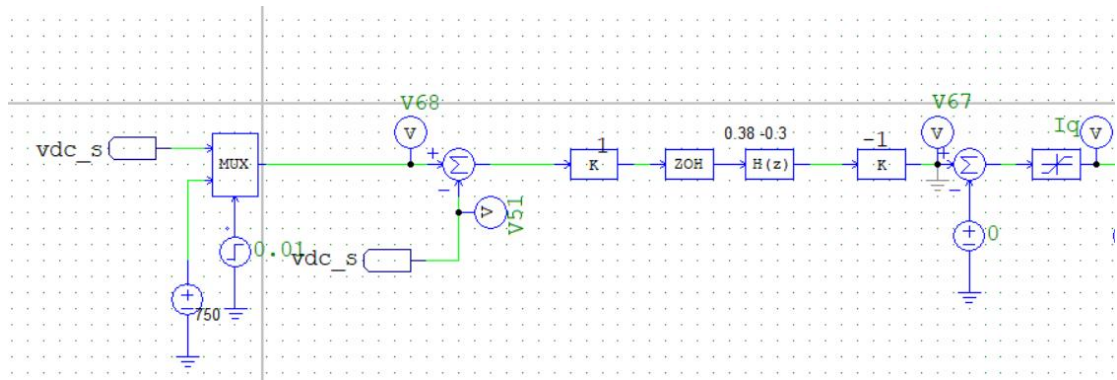 V68
V67
Iq
V
V
V
0.38 -0.3
1
-1
vdc_s
MUX
K
ZOH
H(z)
K
V
V51
0.01
vdc_s
0
750